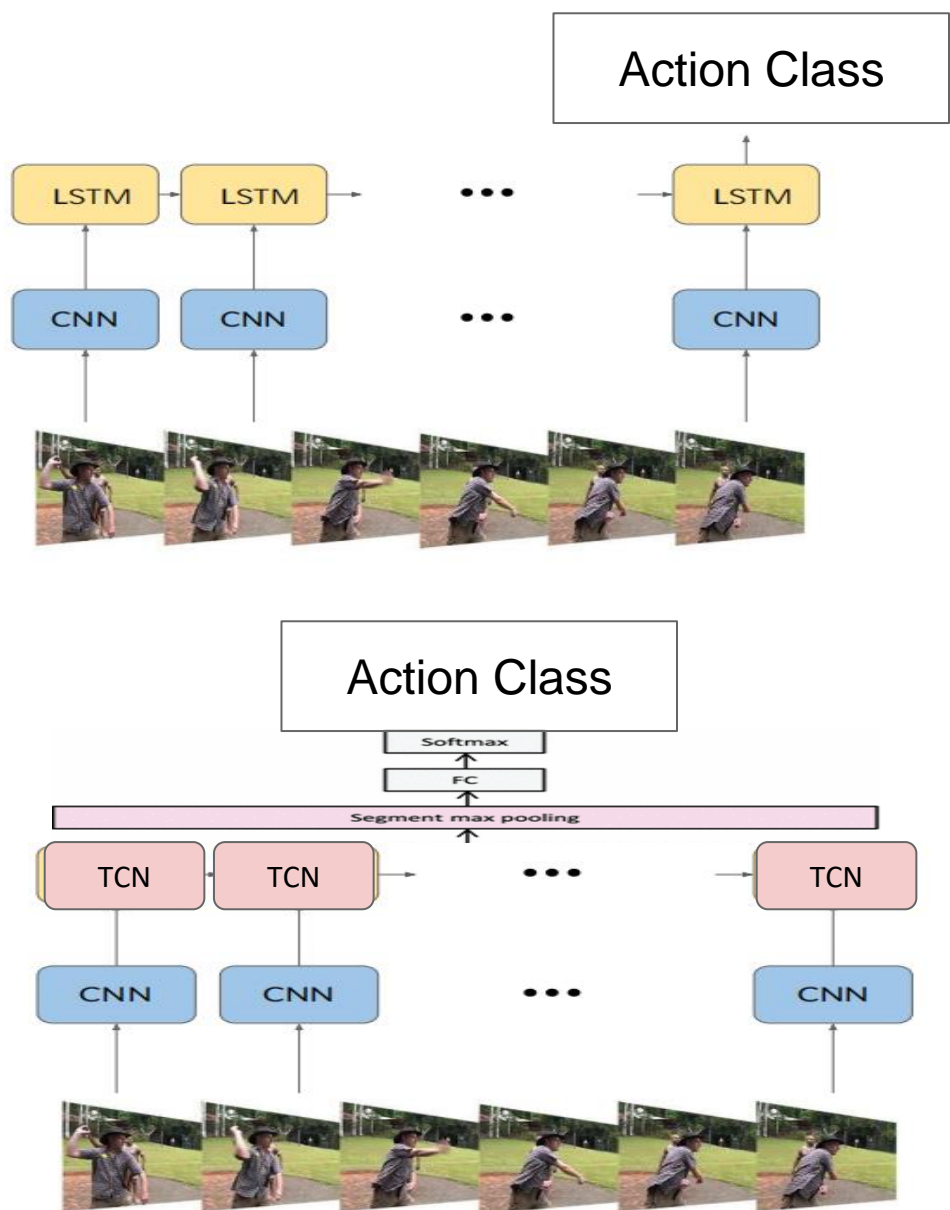 Action Class
LSTM LSTM ••• LSTM
CNN CNN ••• CNN
Action Class
Softmax
FC
Segment max pooling
TCN TCN ••• TCN
CNN CNN ••• CNN